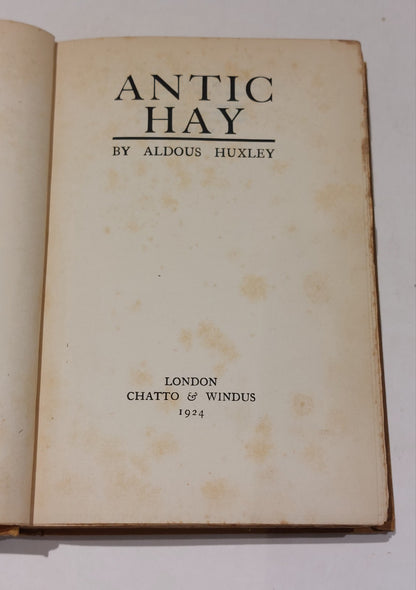 ANTIC
HAY
BY ALDOUS HUXLEY
LONDON
CHATTO & WINDUS
1924